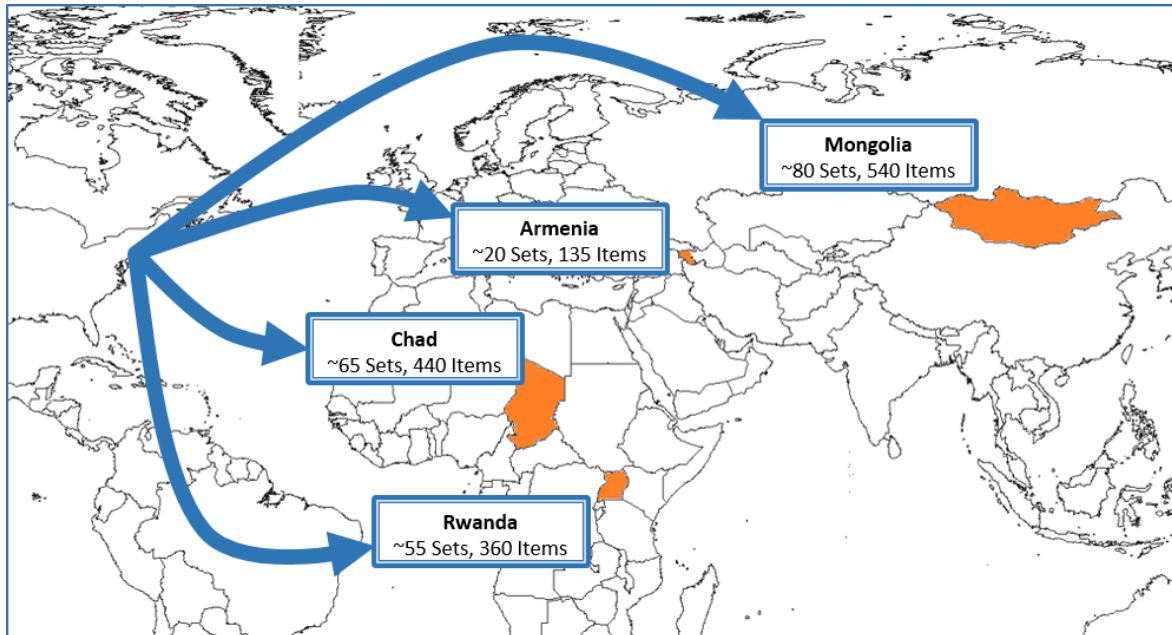 Mongolia
~80 Sets, 540 Items
Armenia
~20 Sets, 135 Items
Chad
~65 Sets, 440 Items
Rwanda
~55 Sets, 360 Items